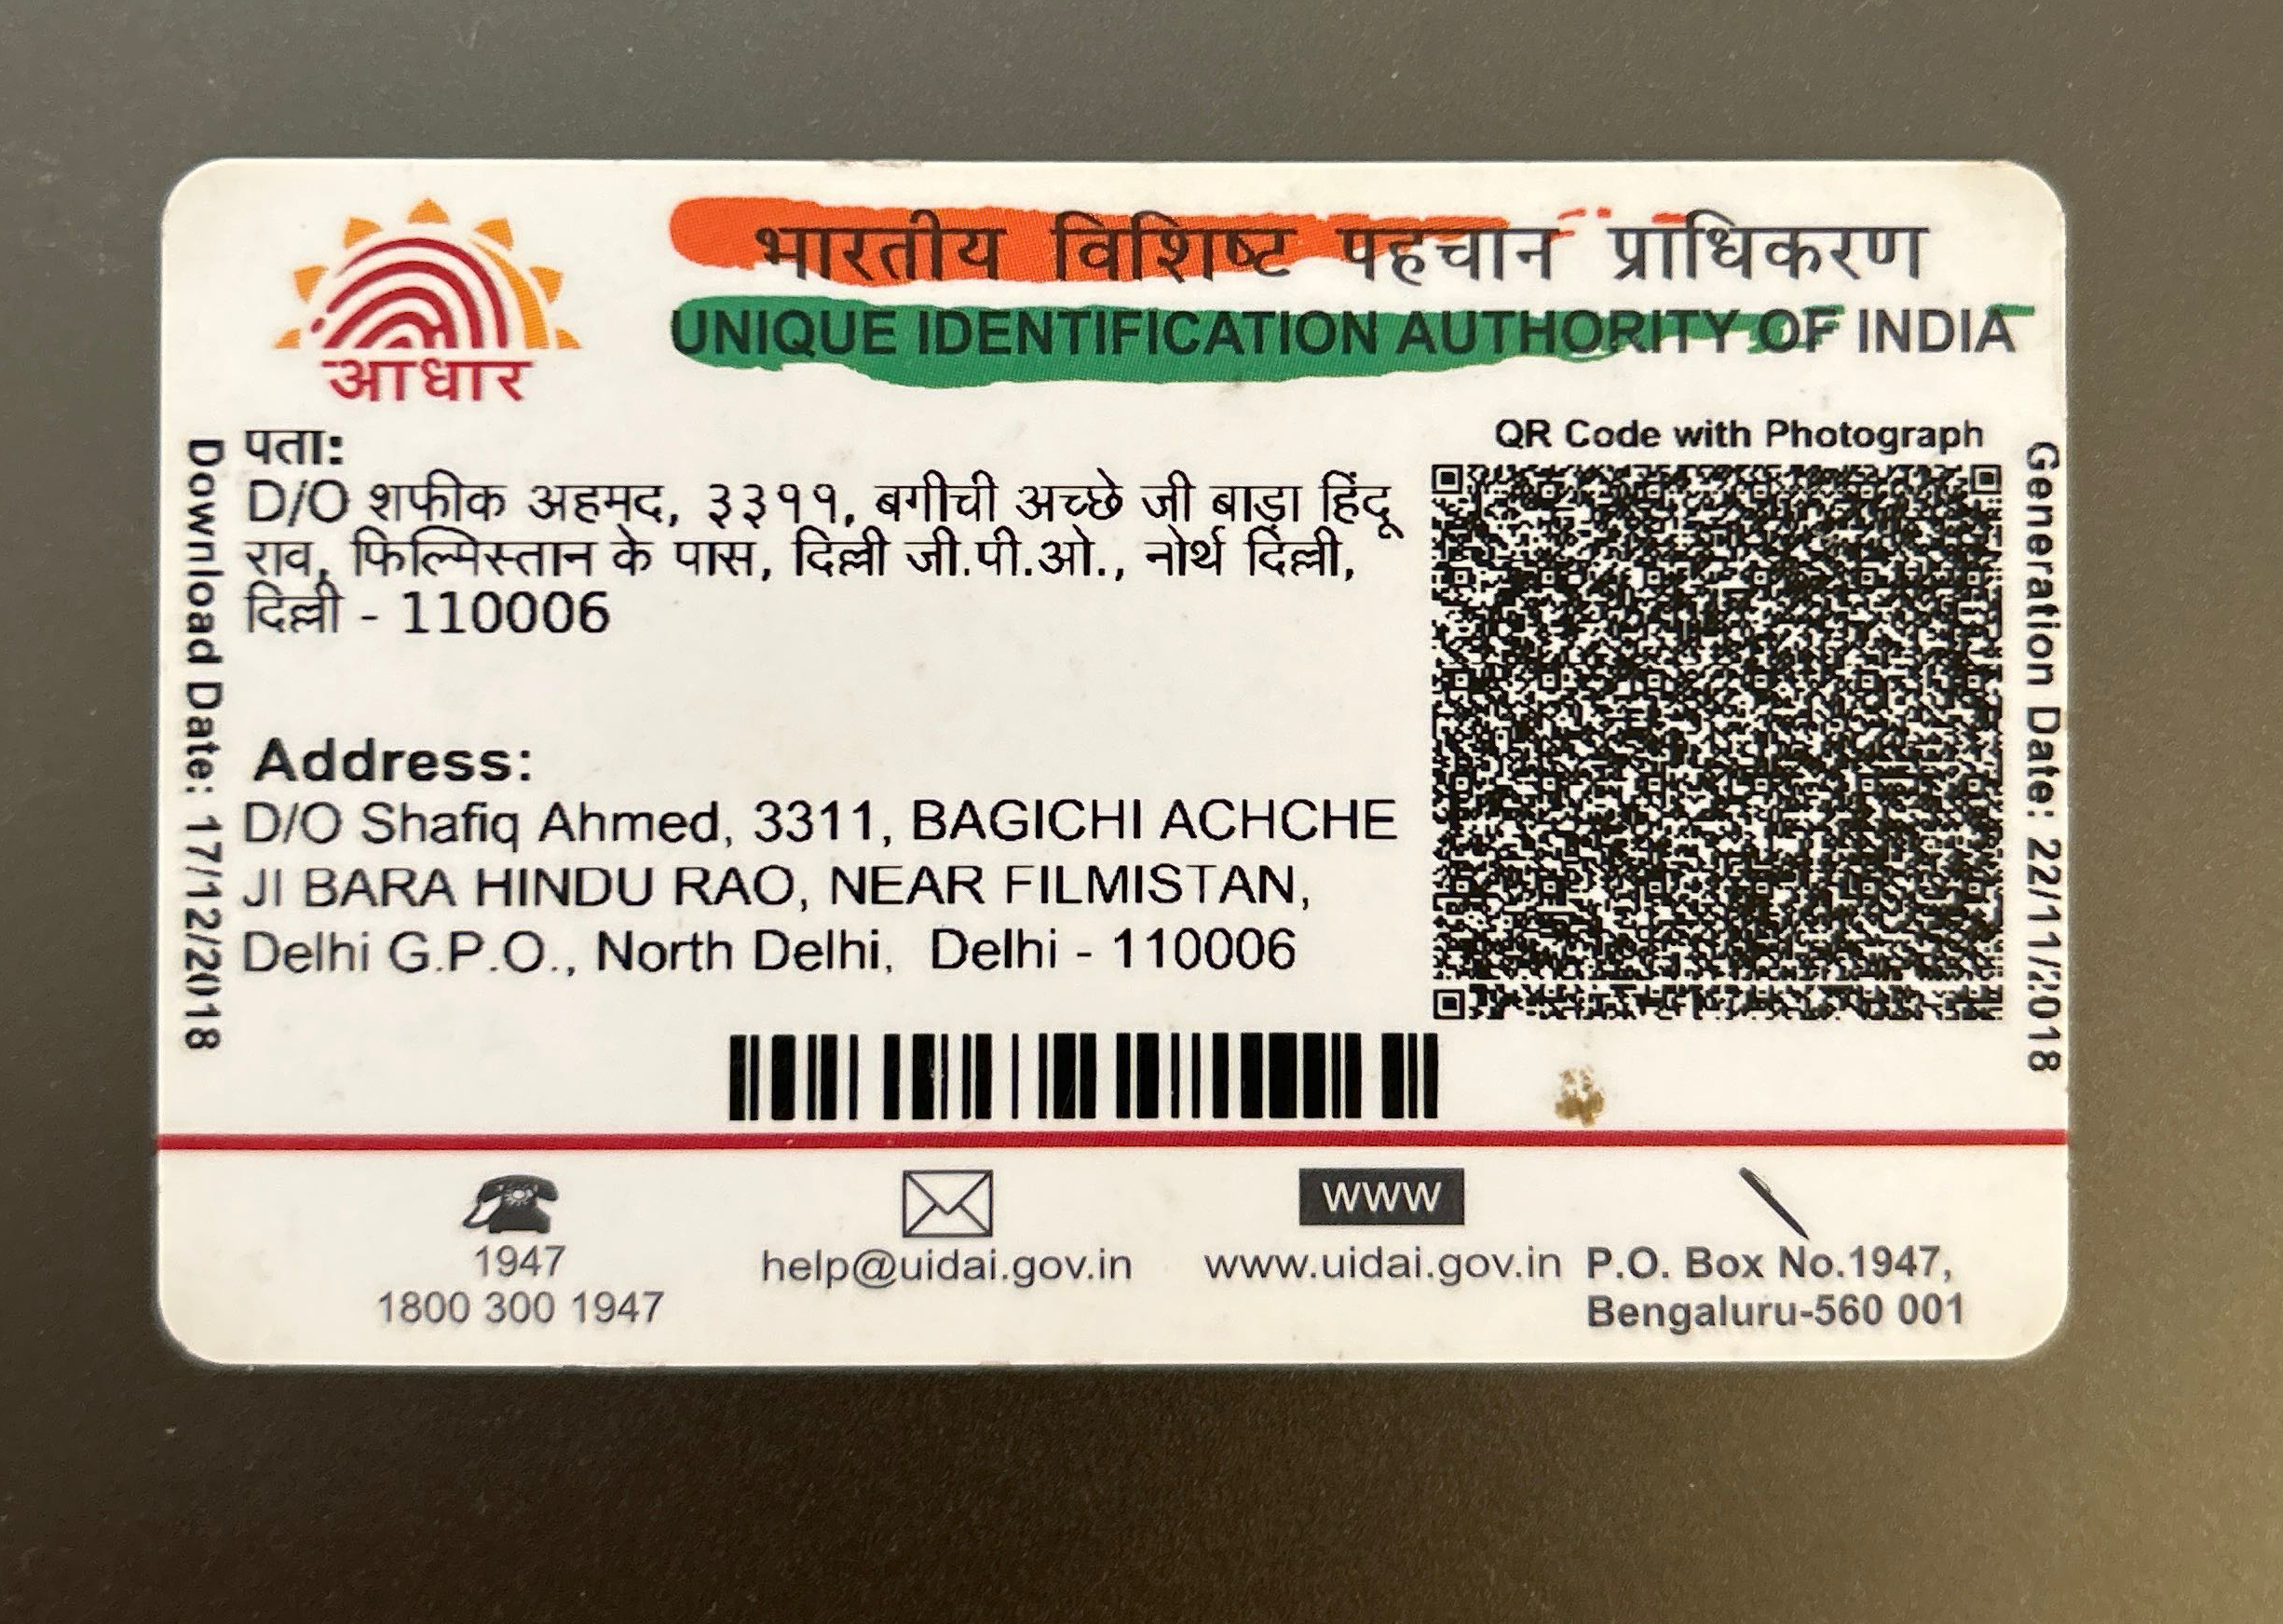 भारतीय विशिष्ट पहचान प्राधिकरण
UNIQUE IDENTIFICATION AUTHORITY OF INDIA
आधार
QR Code with Photograph
पता:
D/O शफीक अहमद, ३३११, बगीची अच्छे जी बाड़ा हिंदू
राव, फिल्मिस्तान के पास, दिल्ली जी.पी.ओ., नोर्थ दिल्ली,
दिल्ली - 110006
Address:
D/O Shafiq Ahmed, 3311, BAGICHI ACHCHE
JI BARA HINDU RAO, NEAR FILMISTAN,
Delhi G.P.O., North Delhi, Delhi - 110006
Download Date: 17/12/2018
Generation Date: 22/11/2018
1947
1800 300 1947
help@uidai.gov.in
www
www.uidai.gov.in
P.O. Box No.1947,
Bengaluru-560 001